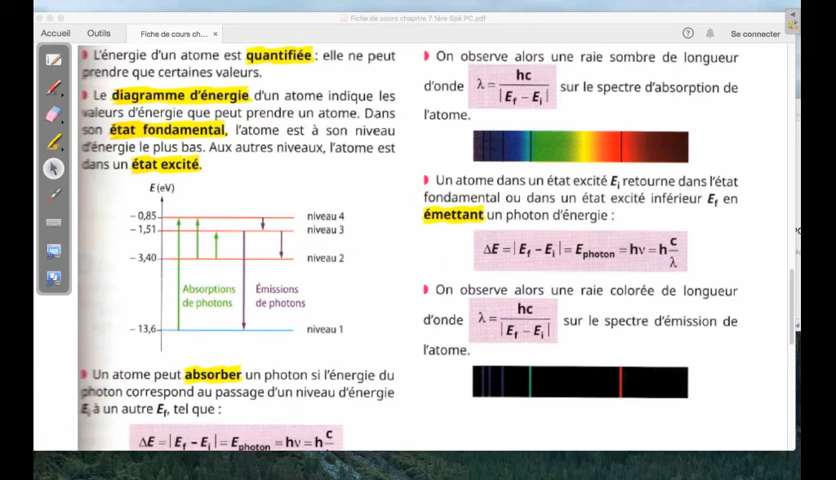 Fiche de cours chapitre 7 1ère Spé PC.pdf
Accueil
Outils
Fiche de cours ch... ×
Se connecter
L'énergie d'un atome est quantifiée : elle ne peut
prendre que certaines valeurs.
Le diagramme d'énergie d'un atome indique les
valeurs d'énergie que peut prendre un atome. Dans
son état fondamental, l'atome est à son niveau
d'énergie le plus bas. Aux autres niveaux, l'atome est
dans un état excité.
E (eV)
– 0,85 niveau 4
– 1,51 niveau 3
– 3,40 niveau 2
Absorptions
de photons
Émissions
de photons
– 13,6 niveau 1
Un atome peut absorber un photon si l'énergie du
photon correspond au passage d'un niveau d'énergie
Ei à un autre Ef, tel que :
ΔE = | Ef – Ei | = Ephoton = hν = h c
On observe alors une raie sombre de longueur
d'onde λ = hc / | Ef – Ei | sur le spectre d'absorption de
l'atome.
Un atome dans un état excité Ei retourne dans l'état
fondamental ou dans un état excité inférieur Ef en
émettant un photon d'énergie :
ΔE = | Ef – Ei | = Ephoton = hν = h c / λ
On observe alors une raie colorée de longueur
d'onde λ = hc / | Ef – Ei | sur le spectre d'émission de
l'atome.